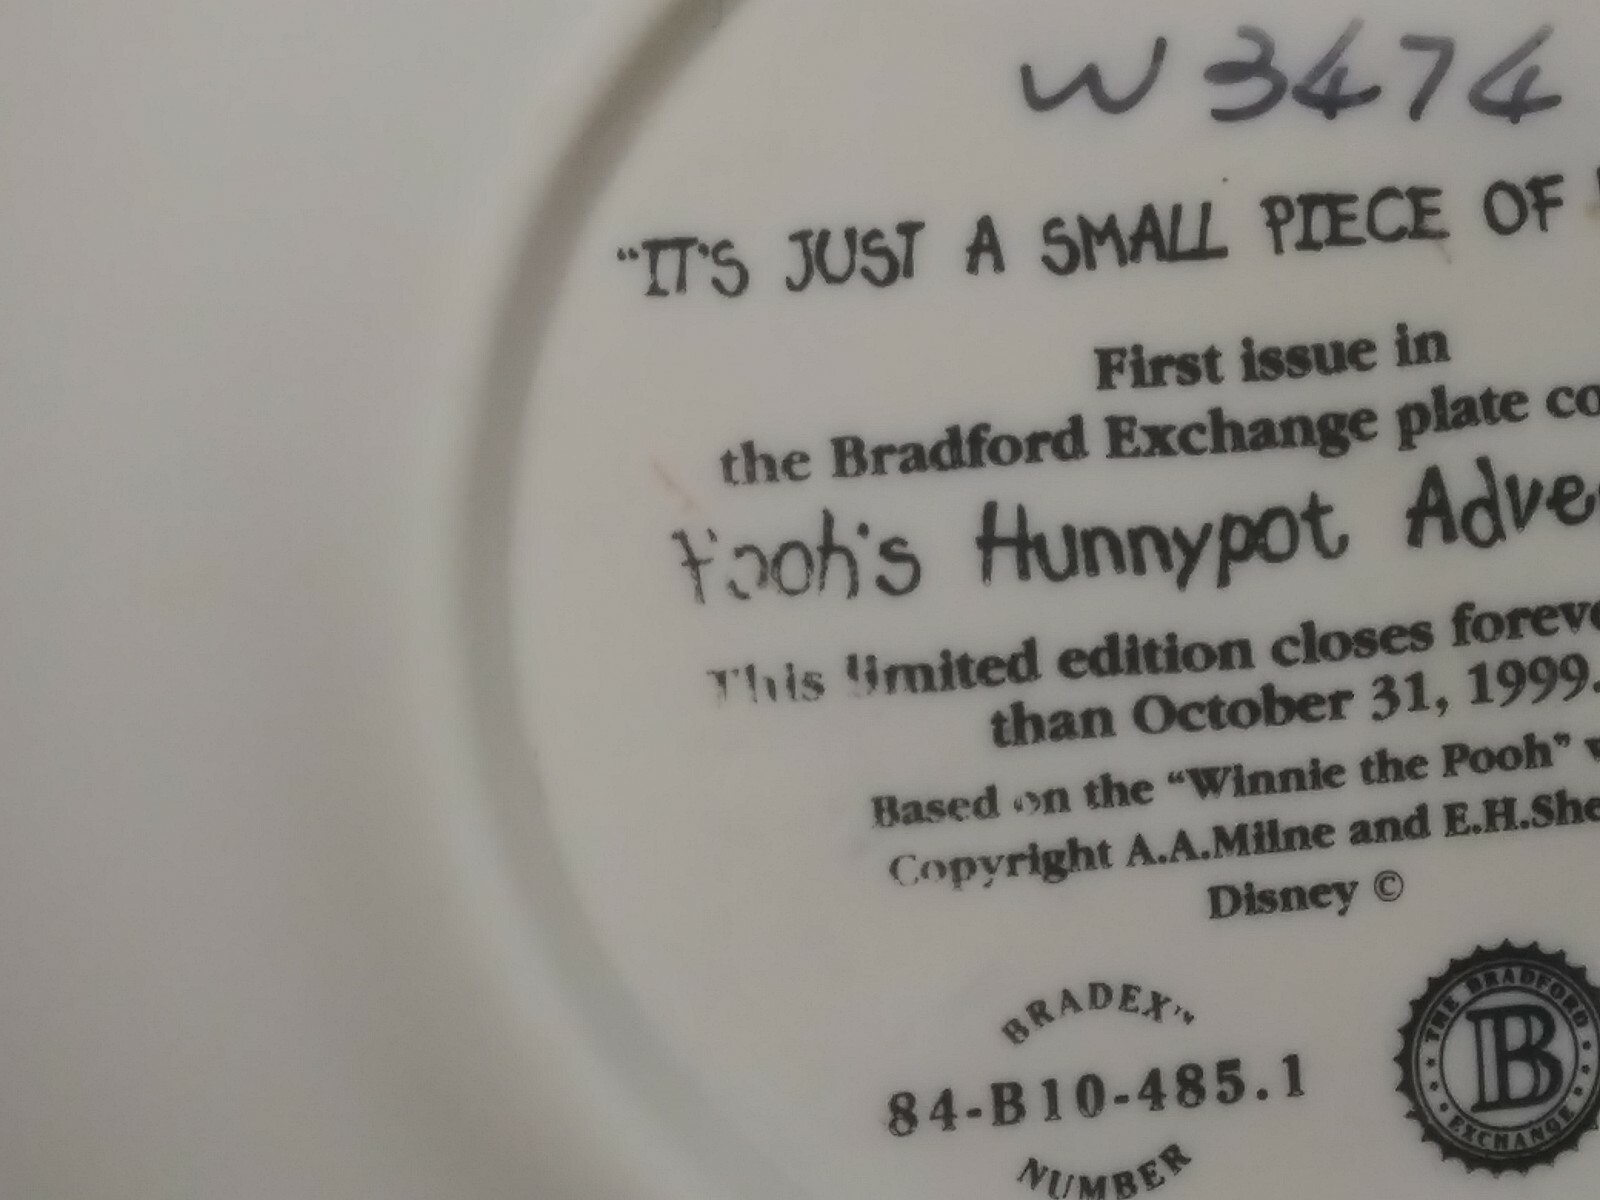 W 3474
"IT'S JUST A SMALL PIECE OF
First issue in
the Bradford Exchange plate co
Pooh's Hunnypot Adve
This limited edition closes foreve
than October 31, 1999.
Based on the "Winnie the Pooh" w
Copyright A.A.Milne and E.H.She
Disney ©
BRADEX™
84-B10-485.1
NUMBER
THE BRADFORD
B
EXCHANGE